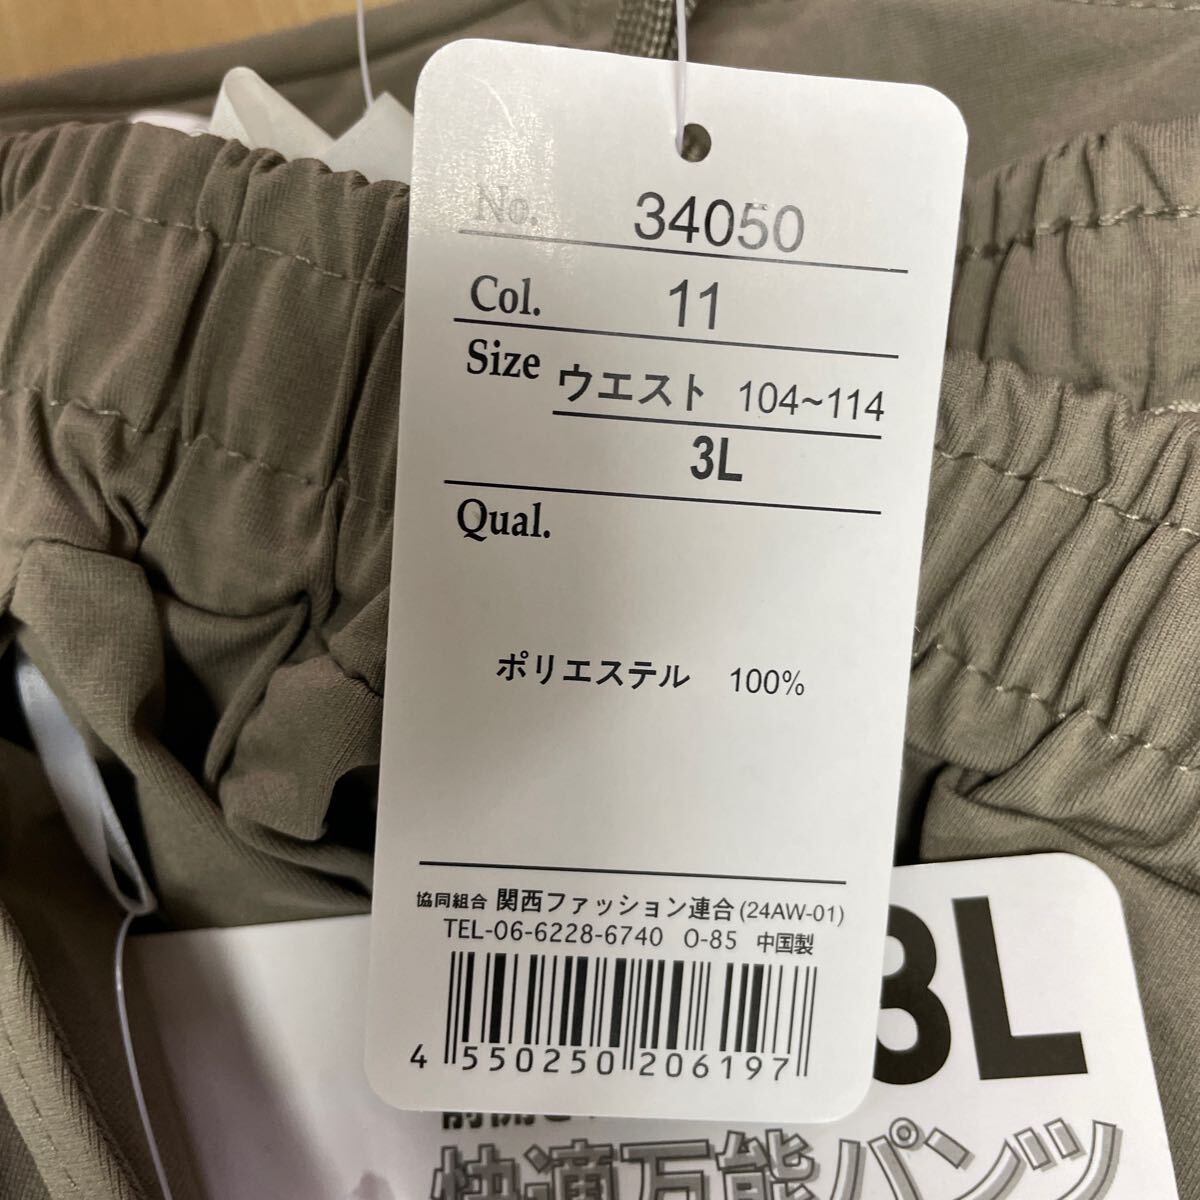 No. 34050
Col. 11
Size ウエスト 104~114
3L
Qual.
ポリエステル 100%
協同組合 関西ファッション連合 (24AW-01)
TEL-06-6228-6740 O-85 中国製
4 550250 206197
3L
快適万能パンツ